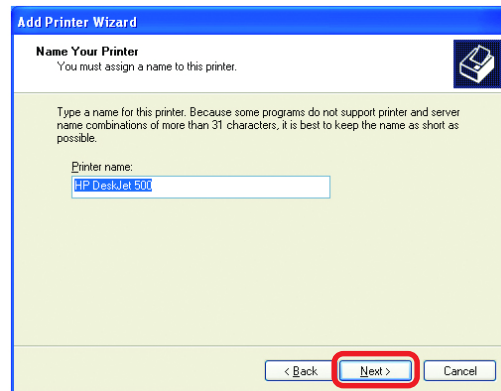 Add Printer Wizard
Name Your Printer
You must assign a name to this printer.
Type a name for this printer. Because some programs do not support printer and server
name combinations of more than 31 characters, it is best to keep the name as short as
possible.
Printer name:
HP DeskJet 500
< Back Next > Cancel